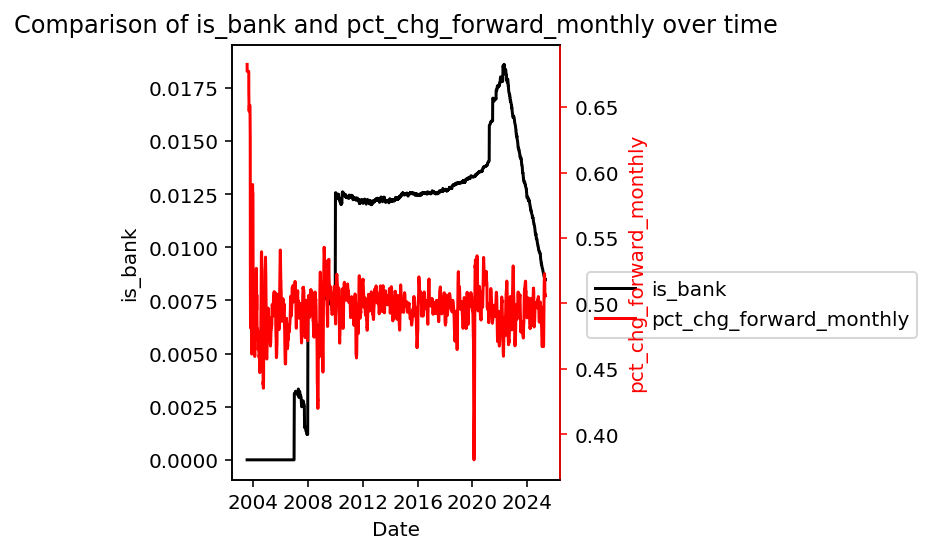 Comparison of is_bank and pct_chg_forward_monthly over time
0.0175
0.0150
0.0125
0.0100
0.0075
0.0050
0.0025
0.0000
is_bank
2004 2008 2012 2016 2020 2024
Date
0.65
0.60
0.55
0.50
0.45
0.40
pct_chg_forward_monthly
is_bank
pct_chg_forward_monthly